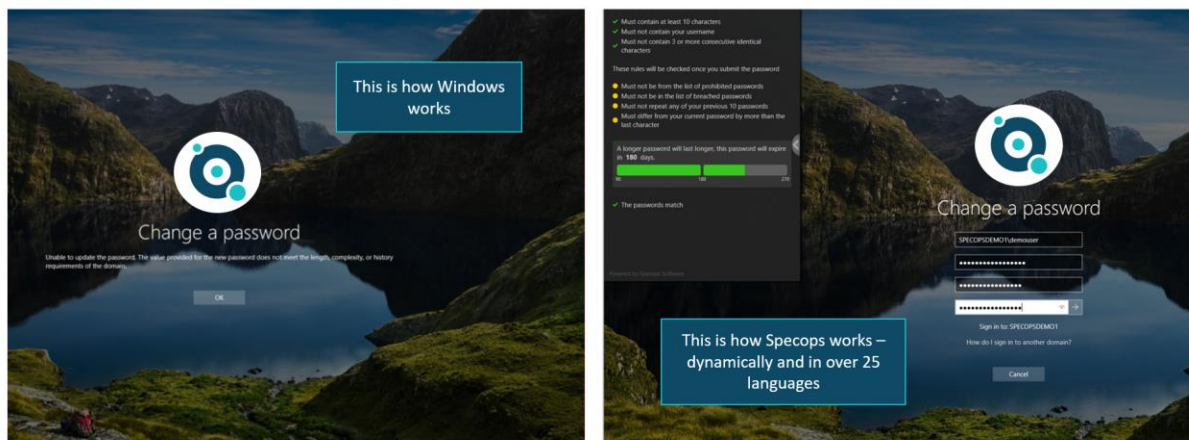 This is how Windows
works
Change a password
Unable to update the password. The value provided for the new password does not meet the length, complexity, or history
requirements of the domain.
OK
Must contain at least 10 characters
Must not contain your username
Must not contain 3 or more consecutive identical
characters
These rules will be checked once you submit the password
Must not be from the list of prohibited passwords
Must not be in the list of breached passwords
Must not repeat any of your previous 10 passwords
Must differ from your current password by more than the
last character
A longer password will last longer, this password will expire
in 180 days.
90 180 270
The passwords match
Powered by Specops Software
Change a password
SPECOPSDEMO1\demouser
Sign in to: SPECOPSDEMO1
How do I sign in to another domain?
Cancel
This is how Specops works –
dynamically and in over 25
languages